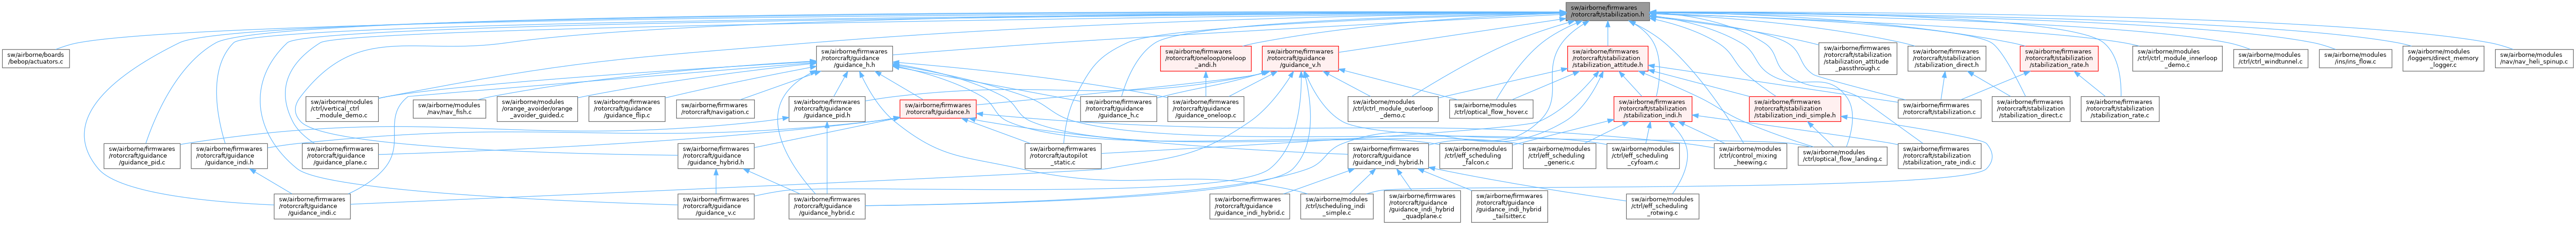 sw/airborne/firmwares
/rotorcraft/stabilization.h
sw/airborne/boards
/bebop/actuators.c
sw/airborne/firmwares
/rotorcraft/guidance
/guidance_h.h
sw/airborne/firmwares
/rotorcraft/oneloop/oneloop
_andi.h
sw/airborne/firmwares
/rotorcraft/guidance
/guidance_v.h
sw/airborne/firmwares
/rotorcraft/stabilization
/stabilization_attitude.h
sw/airborne/firmwares
/rotorcraft/stabilization
/stabilization_attitude
_passthrough.c
sw/airborne/firmwares
/rotorcraft/stabilization
/stabilization_direct.h
sw/airborne/firmwares
/rotorcraft/stabilization
/stabilization_rate.h
sw/airborne/modules
/ctrl/ctrl_module_innerloop
_demo.c
sw/airborne/modules
/ctrl/ctrl_windtunnel.c
sw/airborne/modules
/ins/ins_flow.c
sw/airborne/modules
/loggers/direct_memory
_logger.c
sw/airborne/modules
/nav/nav_heli_spinup.c
sw/airborne/modules
/ctrl/vertical_ctrl
_module_demo.c
sw/airborne/modules
/nav/nav_fish.c
sw/airborne/modules
/orange_avoider/orange
_avoider_guided.c
sw/airborne/firmwares
/rotorcraft/guidance
/guidance_flip.c
sw/airborne/firmwares
/rotorcraft/navigation.c
sw/airborne/firmwares
/rotorcraft/guidance
/guidance_pid.h
sw/airborne/firmwares
/rotorcraft/guidance.h
sw/airborne/firmwares
/rotorcraft/guidance
/guidance_h.c
sw/airborne/firmwares
/rotorcraft/guidance
/guidance_oneloop.c
sw/airborne/modules
/ctrl/ctrl_module_outerloop
_demo.c
sw/airborne/modules
/ctrl/optical_flow_hover.c
sw/airborne/firmwares
/rotorcraft/stabilization
/stabilization_indi.h
sw/airborne/firmwares
/rotorcraft/stabilization
/stabilization_indi_simple.h
sw/airborne/firmwares
/rotorcraft/stabilization.c
sw/airborne/firmwares
/rotorcraft/stabilization
/stabilization_direct.c
sw/airborne/firmwares
/rotorcraft/stabilization
/stabilization_rate.c
sw/airborne/firmwares
/rotorcraft/guidance
/guidance_pid.c
sw/airborne/firmwares
/rotorcraft/guidance
/guidance_indi.h
sw/airborne/firmwares
/rotorcraft/guidance
/guidance_plane.c
sw/airborne/firmwares
/rotorcraft/guidance
/guidance_hybrid.h
sw/airborne/firmwares
/rotorcraft/autopilot
_static.c
sw/airborne/firmwares
/rotorcraft/guidance
/guidance_indi_hybrid.h
sw/airborne/modules
/ctrl/eff_scheduling
_falcon.c
sw/airborne/modules
/ctrl/eff_scheduling
_generic.c
sw/airborne/modules
/ctrl/eff_scheduling
_cyfoam.c
sw/airborne/modules
/ctrl/control_mixing
_heewing.c
sw/airborne/modules
/ctrl/optical_flow_landing.c
sw/airborne/firmwares
/rotorcraft/stabilization
/stabilization_rate_indi.c
sw/airborne/firmwares
/rotorcraft/guidance
/guidance_indi.c
sw/airborne/firmwares
/rotorcraft/guidance
/guidance_v.c
sw/airborne/firmwares
/rotorcraft/guidance
/guidance_hybrid.c
sw/airborne/firmwares
/rotorcraft/guidance
/guidance_indi_hybrid.c
sw/airborne/modules
/ctrl/scheduling_indi
_simple.c
sw/airborne/firmwares
/rotorcraft/guidance
/guidance_indi_hybrid
_quadplane.c
sw/airborne/firmwares
/rotorcraft/guidance
/guidance_indi_hybrid
_tailsitter.c
sw/airborne/modules
/ctrl/eff_scheduling
_rotwing.c